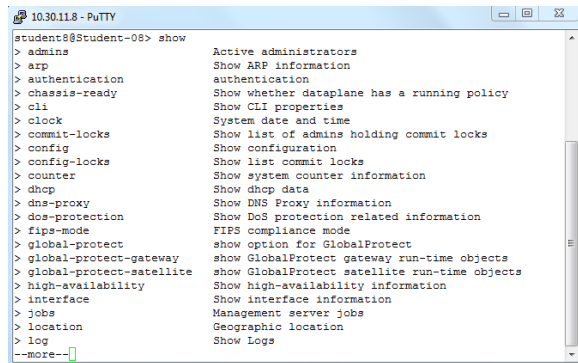 10.30.11.8 - PuTTY
student8@Student-08> show
> admins Active administrators
> arp Show ARP information
> authentication authentication
> chassis-ready Show whether dataplane has a running policy
> cli Show CLI properties
> clock System date and time
> commit-locks Show list of admins holding commit locks
> config Show configuration
> config-locks Show list commit locks
> counter Show system counter information
> dhcp Show dhcp data
> dns-proxy Show DNS Proxy information
> dos-protection Show DoS protection related information
> fips-mode FIPS compliance mode
> global-protect show option for GlobalProtect
> global-protect-gateway show GlobalProtect gateway run-time objects
> global-protect-satellite show GlobalProtect satellite run-time objects
> high-availability Show high-availability information
> interface Show interface information
> jobs Management server jobs
> location Geographic location
> log Show Logs
--more--